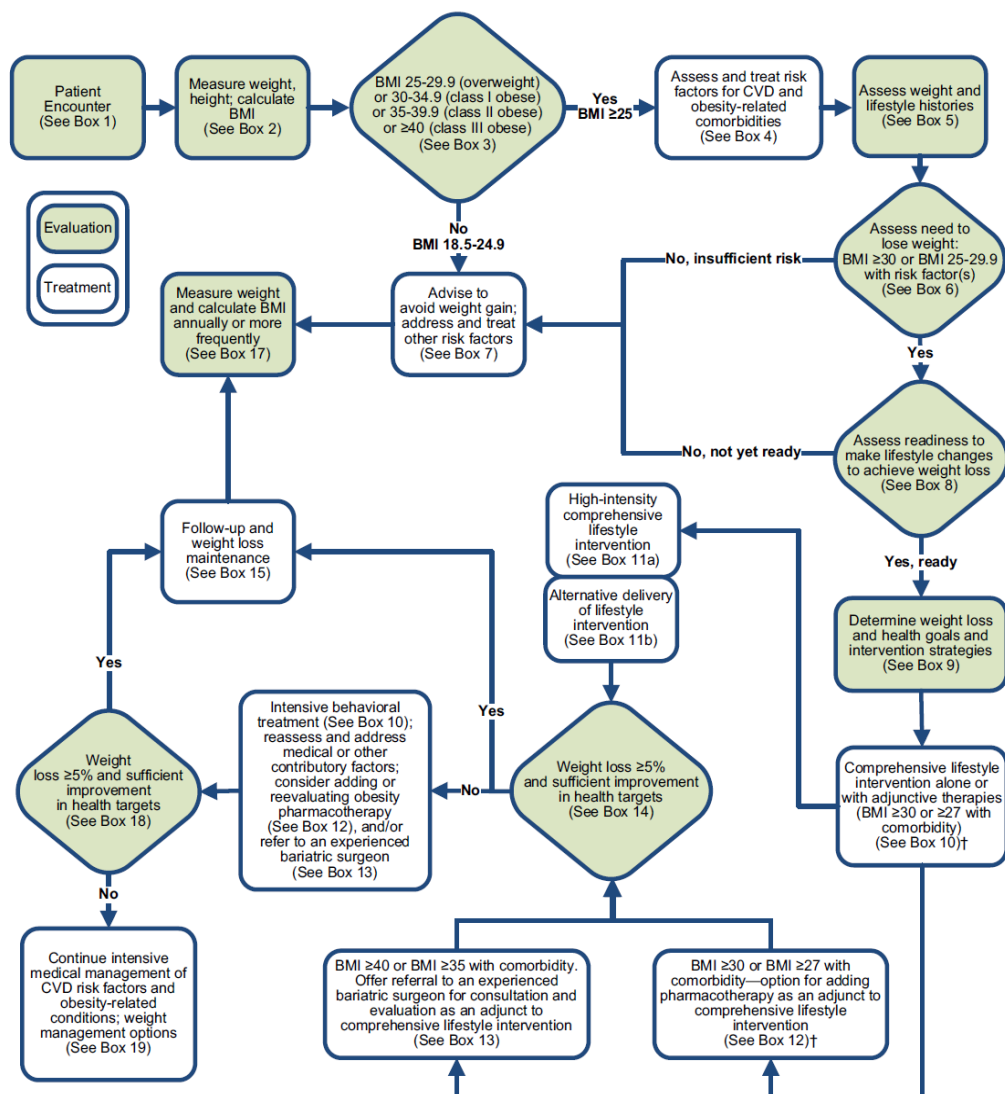 Patient
Encounter
(See Box 1)
Measure weight,
height; calculate
BMI
(See Box 2)
BMI 25-29.9 (overweight)
or 30-34.9 (class I obese)
or 35-39.9 (class II obese)
or ≥40 (class III obese)
(See Box 3)
Yes
BMI ≥25
Assess and treat risk
factors for CVD and
obesity-related
comorbidities
(See Box 4)
Assess weight and
lifestyle histories
(See Box 5)
Evaluation
Treatment
No
BMI 18.5-24.9
Assess need to
lose weight:
BMI ≥30 or BMI 25-29.9
with risk factor(s)
(See Box 6)
No, insufficient risk
Measure weight
and calculate BMI
annually or more
frequently
(See Box 17)
Advise to
avoid weight gain;
address and treat
other risk factors
(See Box 7)
Yes
No, not yet ready
Assess readiness to
make lifestyle changes
to achieve weight loss
(See Box 8)
Follow-up and
weight loss
maintenance
(See Box 15)
High-intensity
comprehensive
lifestyle
intervention
(See Box 11a)
Alternative delivery
of lifestyle
intervention
(See Box 11b)
Yes, ready
Determine weight loss
and health goals and
intervention strategies
(See Box 9)
Yes
Weight
loss ≥5% and sufficient
improvement
in health targets
(See Box 18)
Intensive behavioral
treatment (See Box 10);
reassess and address
medical or other
contributory factors;
consider adding or
reevaluating obesity
pharmacotherapy
(See Box 12), and/or
refer to an experienced
bariatric surgeon
(See Box 13)
Yes
No
Weight loss ≥5%
and sufficient improvement
in health targets
(See Box 14)
Comprehensive lifestyle
intervention alone or
with adjunctive therapies
(BMI ≥30 or ≥27 with
comorbidity)
(See Box 10)†
No
Continue intensive
medical management of
CVD risk factors and
obesity-related
conditions; weight
management options
(See Box 19)
BMI ≥40 or BMI ≥35 with comorbidity.
Offer referral to an experienced
bariatric surgeon for consultation and
evaluation as an adjunct to
comprehensive lifestyle intervention
(See Box 13)
BMI ≥30 or BMI ≥27 with
comorbidity—option for adding
pharmacotherapy as an adjunct to
comprehensive lifestyle
intervention
(See Box 12)†